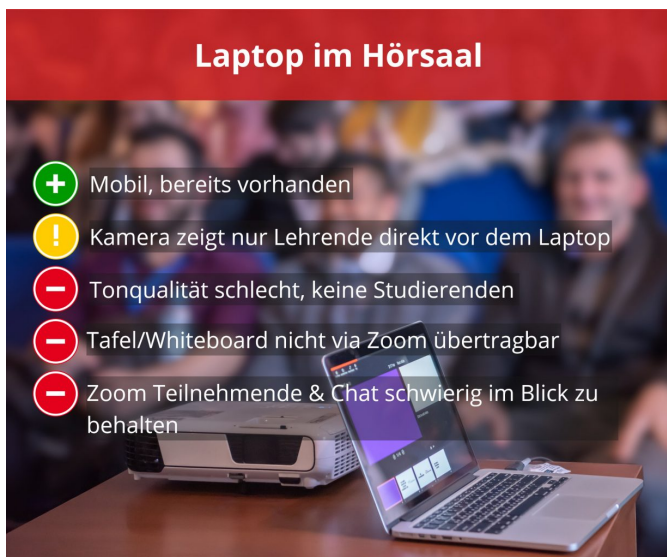 Laptop im Hörsaal
Mobil, bereits vorhanden
Kamera zeigt nur Lehrende direkt vor dem Laptop
Tonqualität schlecht, keine Studierenden
Tafel/Whiteboard nicht via Zoom übertragbar
Zoom Teilnehmende & Chat schwierig im Blick zu
behalten